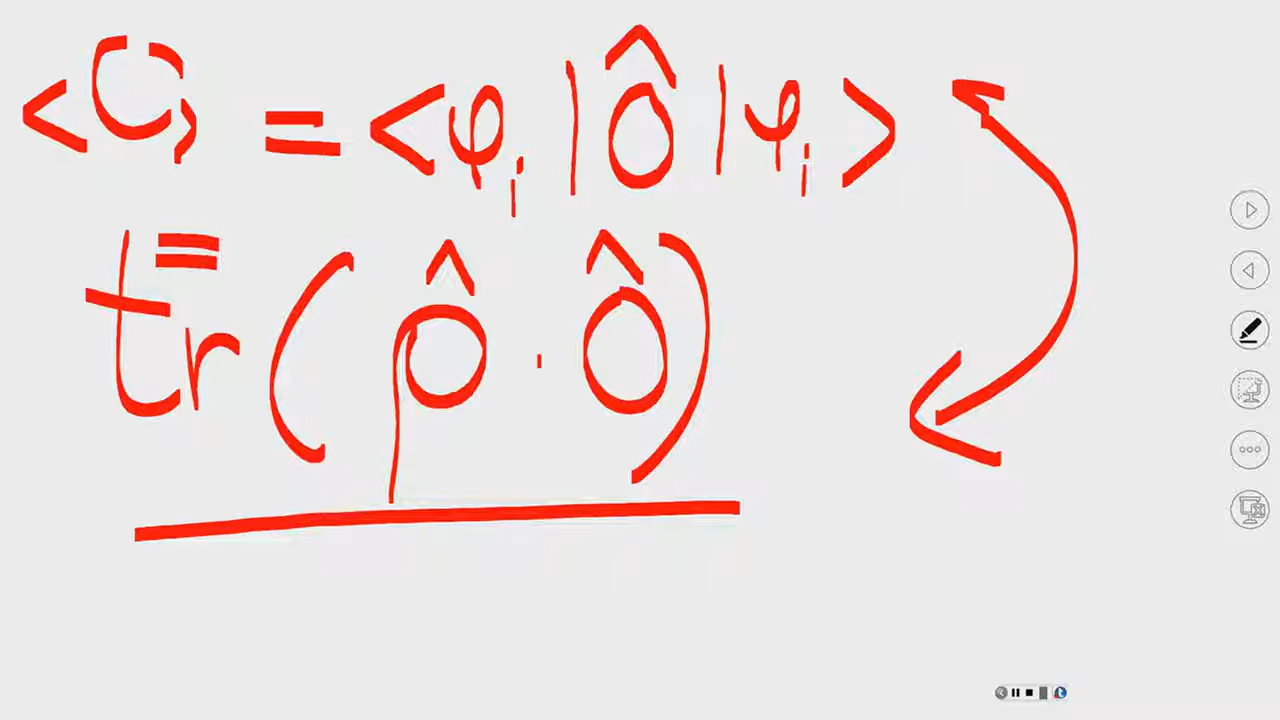 <O> = <φi | Ô | φi>
= tr(ρ̂ · Ô)